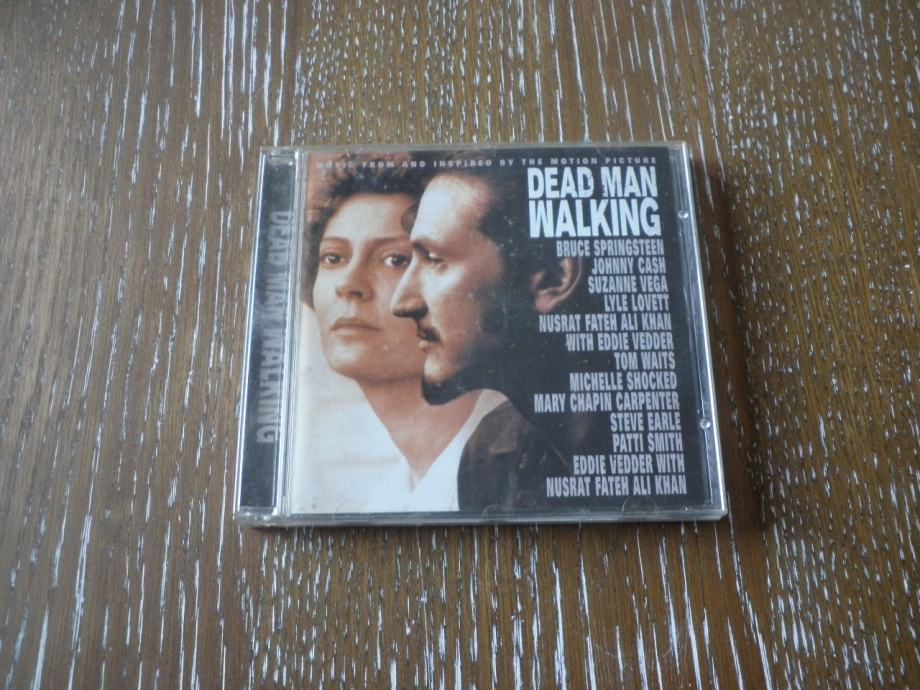 MUSIC FROM AND INSPIRED BY THE MOTION PICTURE
DEAD MAN
WALKING
BRUCE SPRINGSTEEN
JOHNNY CASH
SUZANNE VEGA
LYLE LOVETT
NUSRAT FATEH ALI KHAN
WITH EDDIE VEDDER
TOM WAITS
MICHELLE SHOCKED
MARY CHAPIN CARPENTER
STEVE EARLE
PATTI SMITH
EDDIE VEDDER WITH
NUSRAT FATEH ALI KHAN
DEAD MAN WALKING